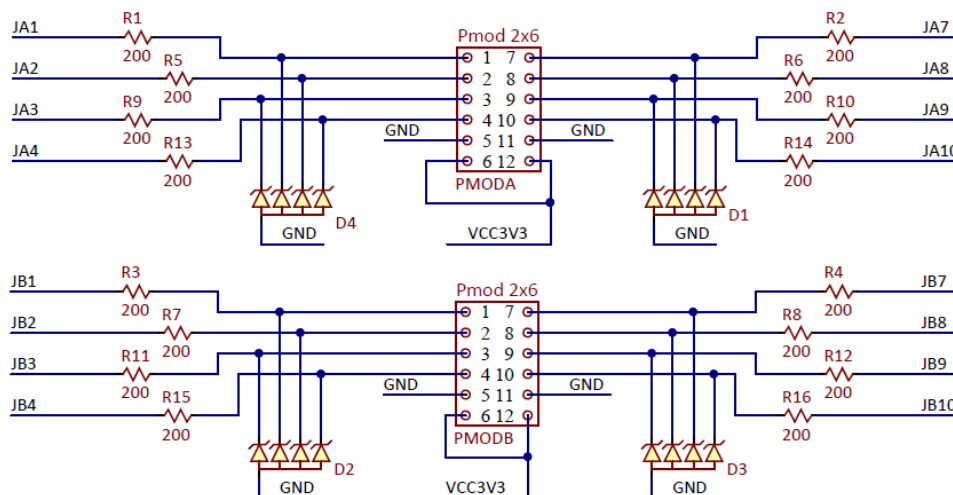 JA1 R1 200 Pmod 2x6 R2 200 JA7
JA2 R5 200 1 7 R6 200 JA8
JA3 R9 200 2 8 R10 200 JA9
JA4 R13 200 3 9 R14 200 JA10
4 10
GND 5 11 GND
6 12
PMODA
D4 D1
GND VCC3V3 GND
JB1 R3 200 Pmod 2x6 R4 200 JB7
JB2 R7 200 1 7 R8 200 JB8
JB3 R11 200 2 8 R12 200 JB9
JB4 R15 200 3 9 R16 200 JB10
4 10
GND 5 11 GND
6 12
PMODB
D2 D3
GND VCC3V3 GND